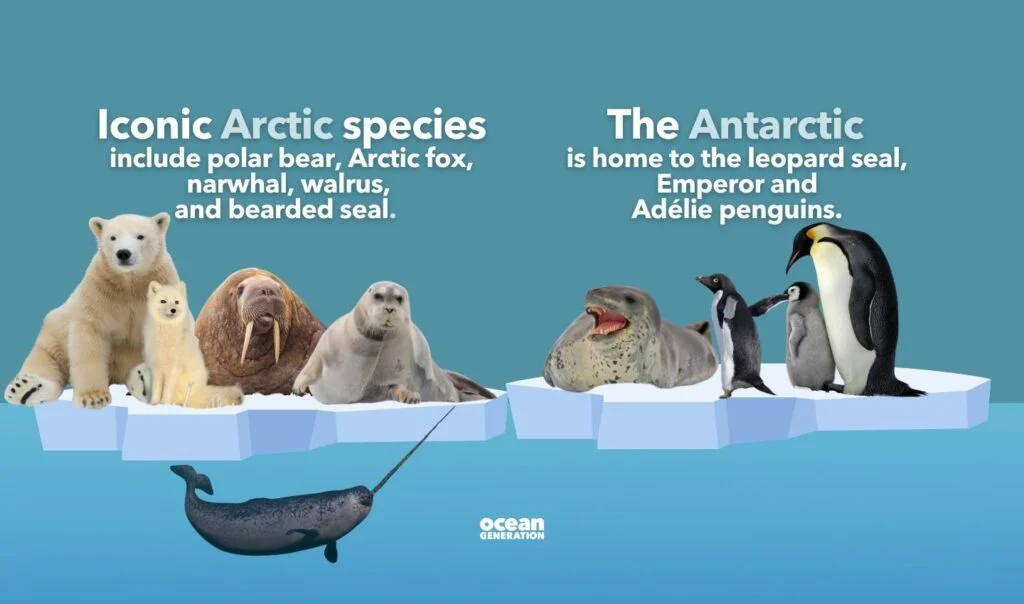 Iconic Arctic species
include polar bear, Arctic fox,
narwhal, walrus,
and bearded seal.
The Antarctic
is home to the leopard seal,
Emperor and
Adélie penguins.
ocean
GENERATION